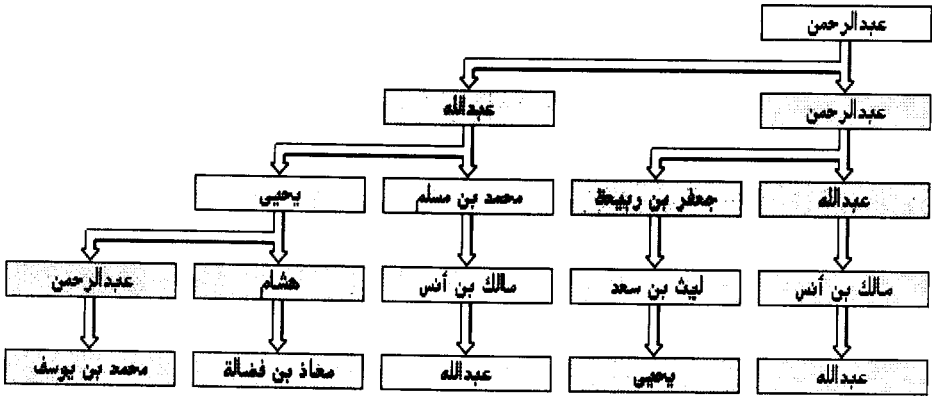 عبدالرحمن
عبدالرحمن
عبدالله
عبدالله
جعفر بن ربيعة
محمد بن مسلم
يحيى
مالك بن أنس
ليث بن سعد
مالك بن أنس
هشام
عبدالرحمن
عبدالله
يحيى
عبدالله
معاذ بن فضالة
محمد بن يوسف